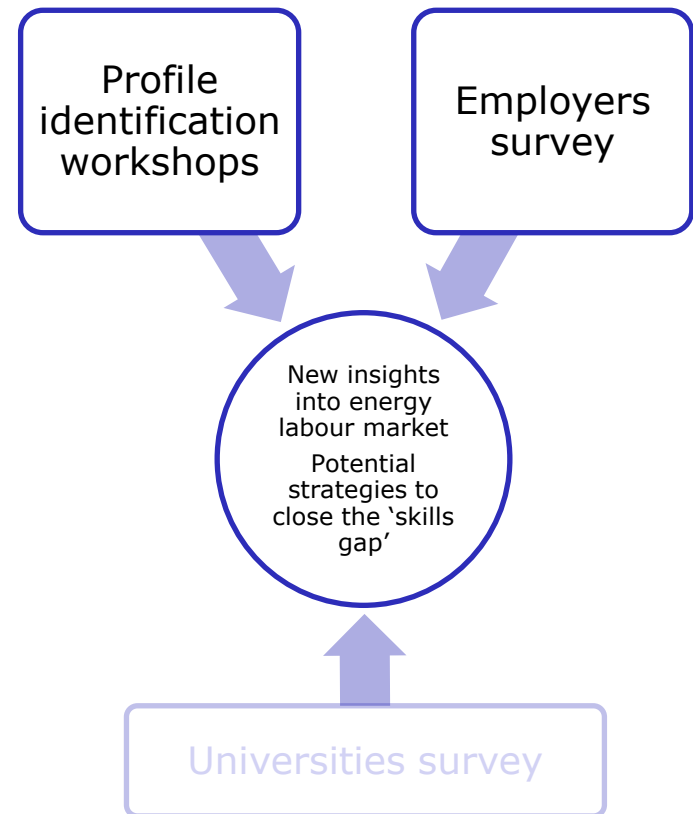 Profile
identification
workshops
Employers
survey
New insights
into energy
labour market
Potential
strategies to
close the ‘skills
gap’
Universities survey